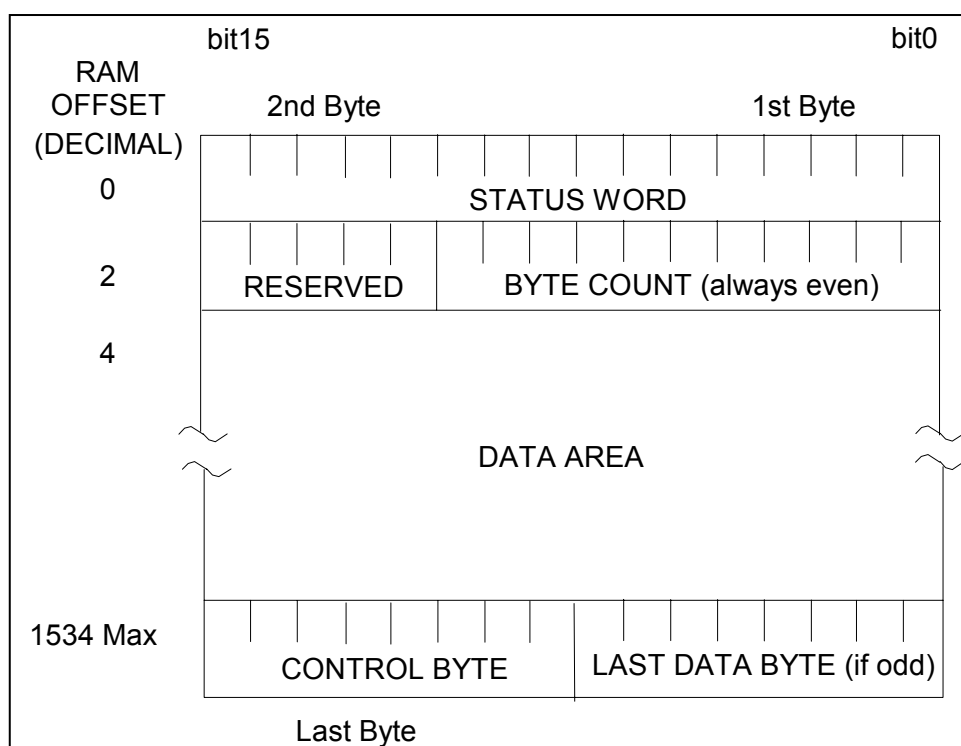 bit15 bit0
RAM
OFFSET
(DECIMAL)
2nd Byte 1st Byte
0 STATUS WORD
2 RESERVED BYTE COUNT (always even)
4
DATA AREA
1534 Max CONTROL BYTE LAST DATA BYTE (if odd)
Last Byte